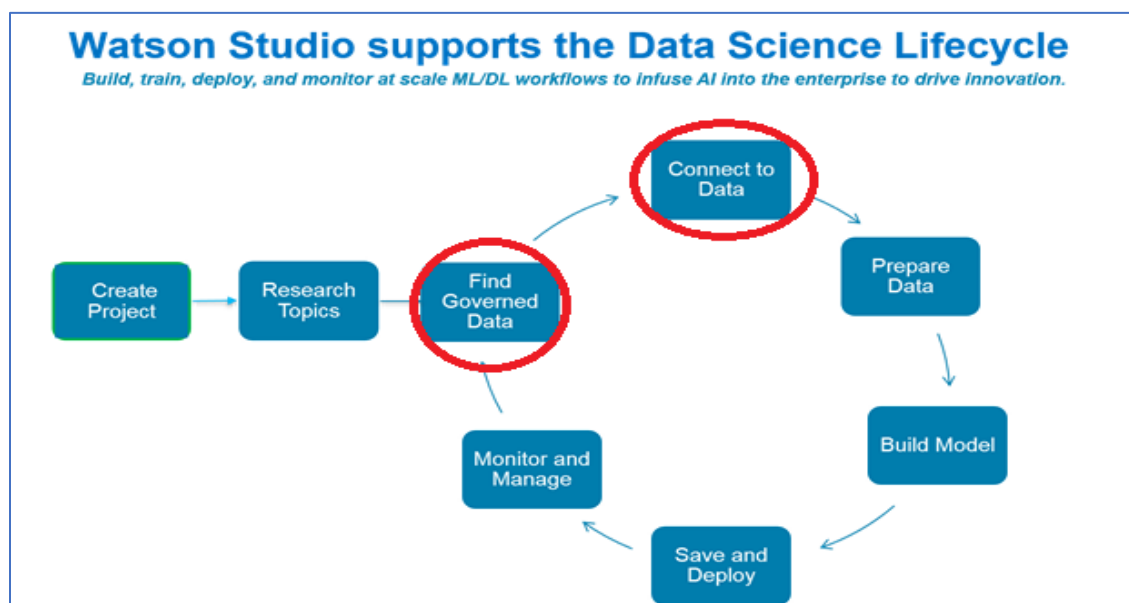 Watson Studio supports the Data Science Lifecycle
Build, train, deploy, and monitor at scale ML/DL workflows to infuse AI into the enterprise to drive innovation.
Create
Project
Research
Topics
Find
Governed
Data
Connect to
Data
Prepare
Data
Build Model
Save and
Deploy
Monitor and
Manage